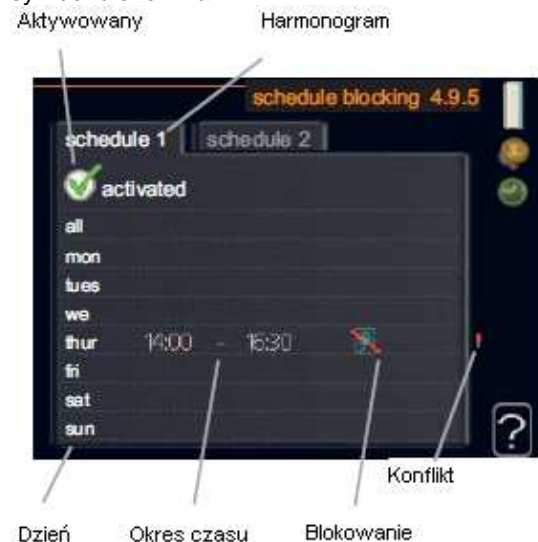 Aktywowany Harmonogram
schedule blocking 4.9.5
schedule 1 schedule 2
activated
all
mon
tues
we
thur 14:00 - 16:30 !
fri
sat
sun
?
Konflikt
Dzień Okres czasu Blokowanie